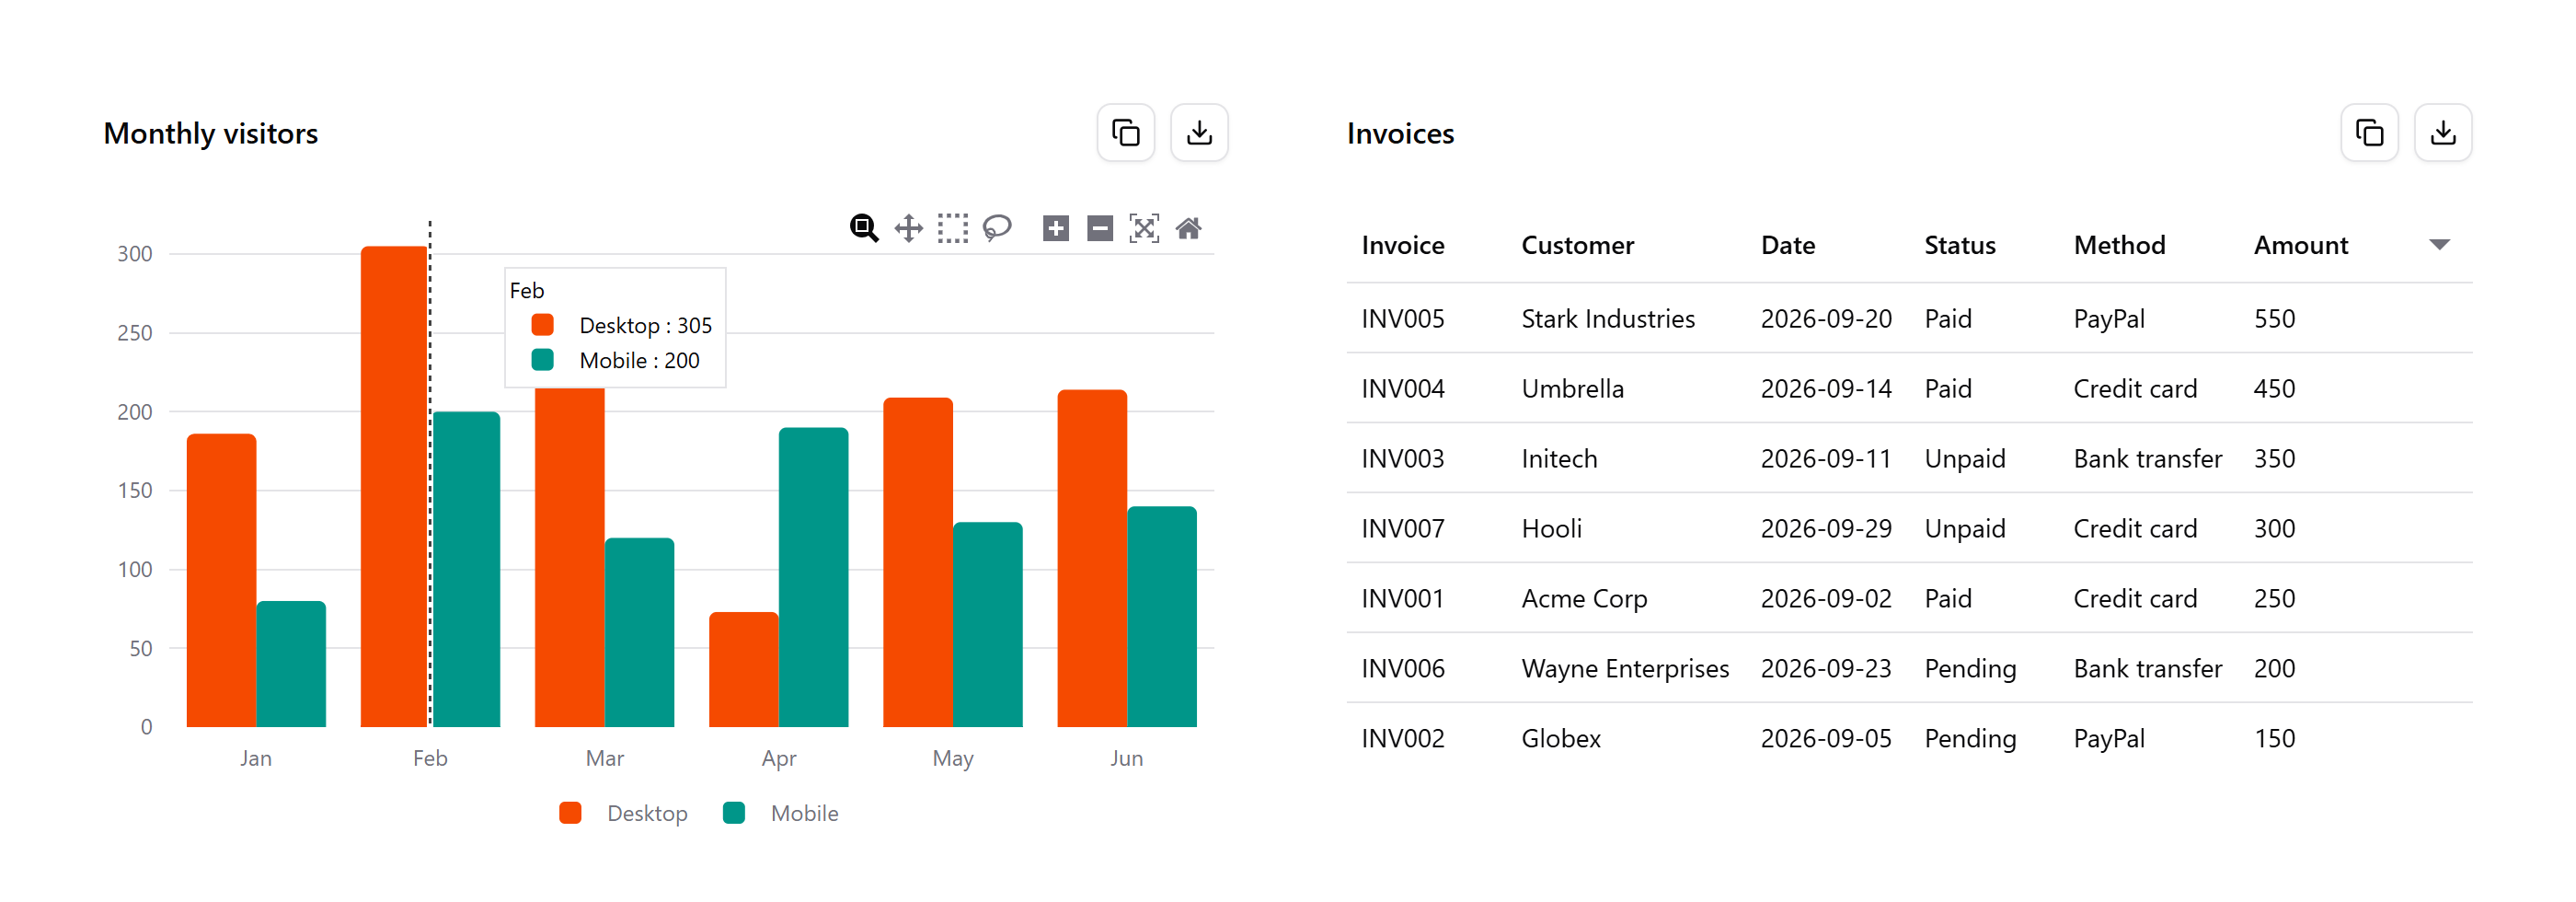 Monthly visitors
300
250
200
150
100
50
0
Feb
Desktop : 305
Mobile : 200
Jan Feb Mar Apr May Jun
Desktop Mobile
Invoices
Invoice Customer Date Status Method Amount
INV005 Stark Industries 2026-09-20 Paid PayPal 550
INV004 Umbrella 2026-09-14 Paid Credit card 450
INV003 Initech 2026-09-11 Unpaid Bank transfer 350
INV007 Hooli 2026-09-29 Unpaid Credit card 300
INV001 Acme Corp 2026-09-02 Paid Credit card 250
INV006 Wayne Enterprises 2026-09-23 Pending Bank transfer 200
INV002 Globex 2026-09-05 Pending PayPal 150